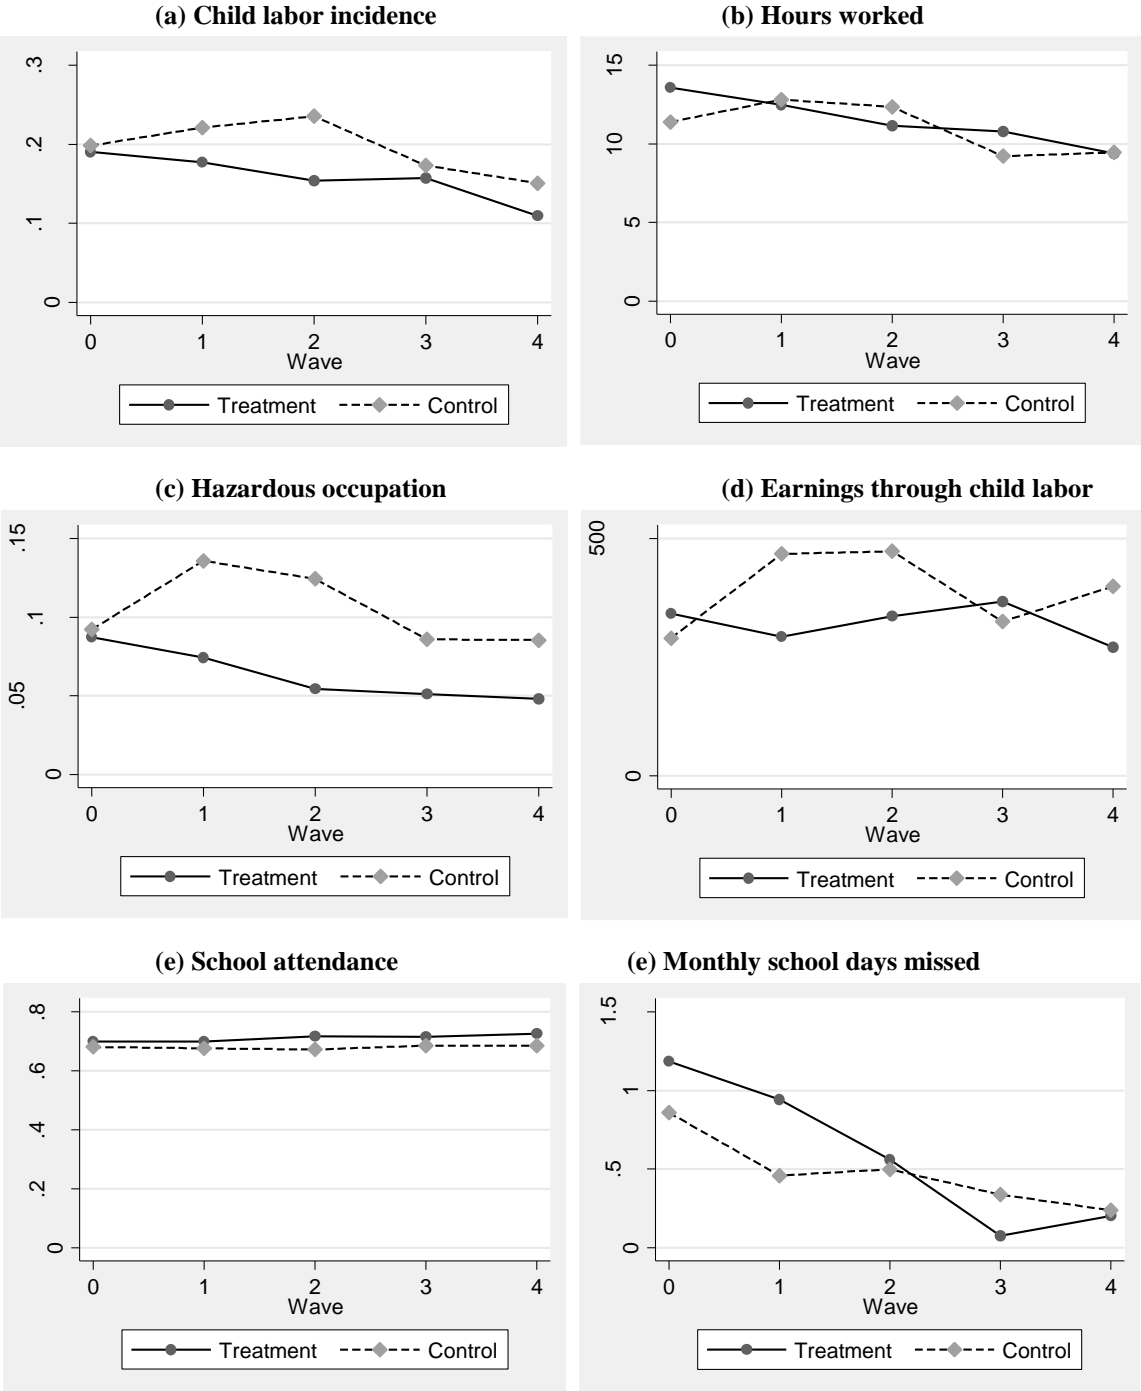 (a) Child labor incidence
.3
.2
.1
0
0 1 2 3 4
Wave
Treatment Control
(b) Hours worked
15
10
5
0
0 1 2 3 4
Wave
Treatment Control
(c) Hazardous occupation
.15
.1
.05
0
0 1 2 3 4
Wave
Treatment Control
(d) Earnings through child labor
500
0
0 1 2 3 4
Wave
Treatment Control
(e) School attendance
.8
.6
.4
.2
0
0 1 2 3 4
Wave
Treatment Control
(e) Monthly school days missed
1.5
1
.5
0
0 1 2 3 4
Wave
Treatment Control